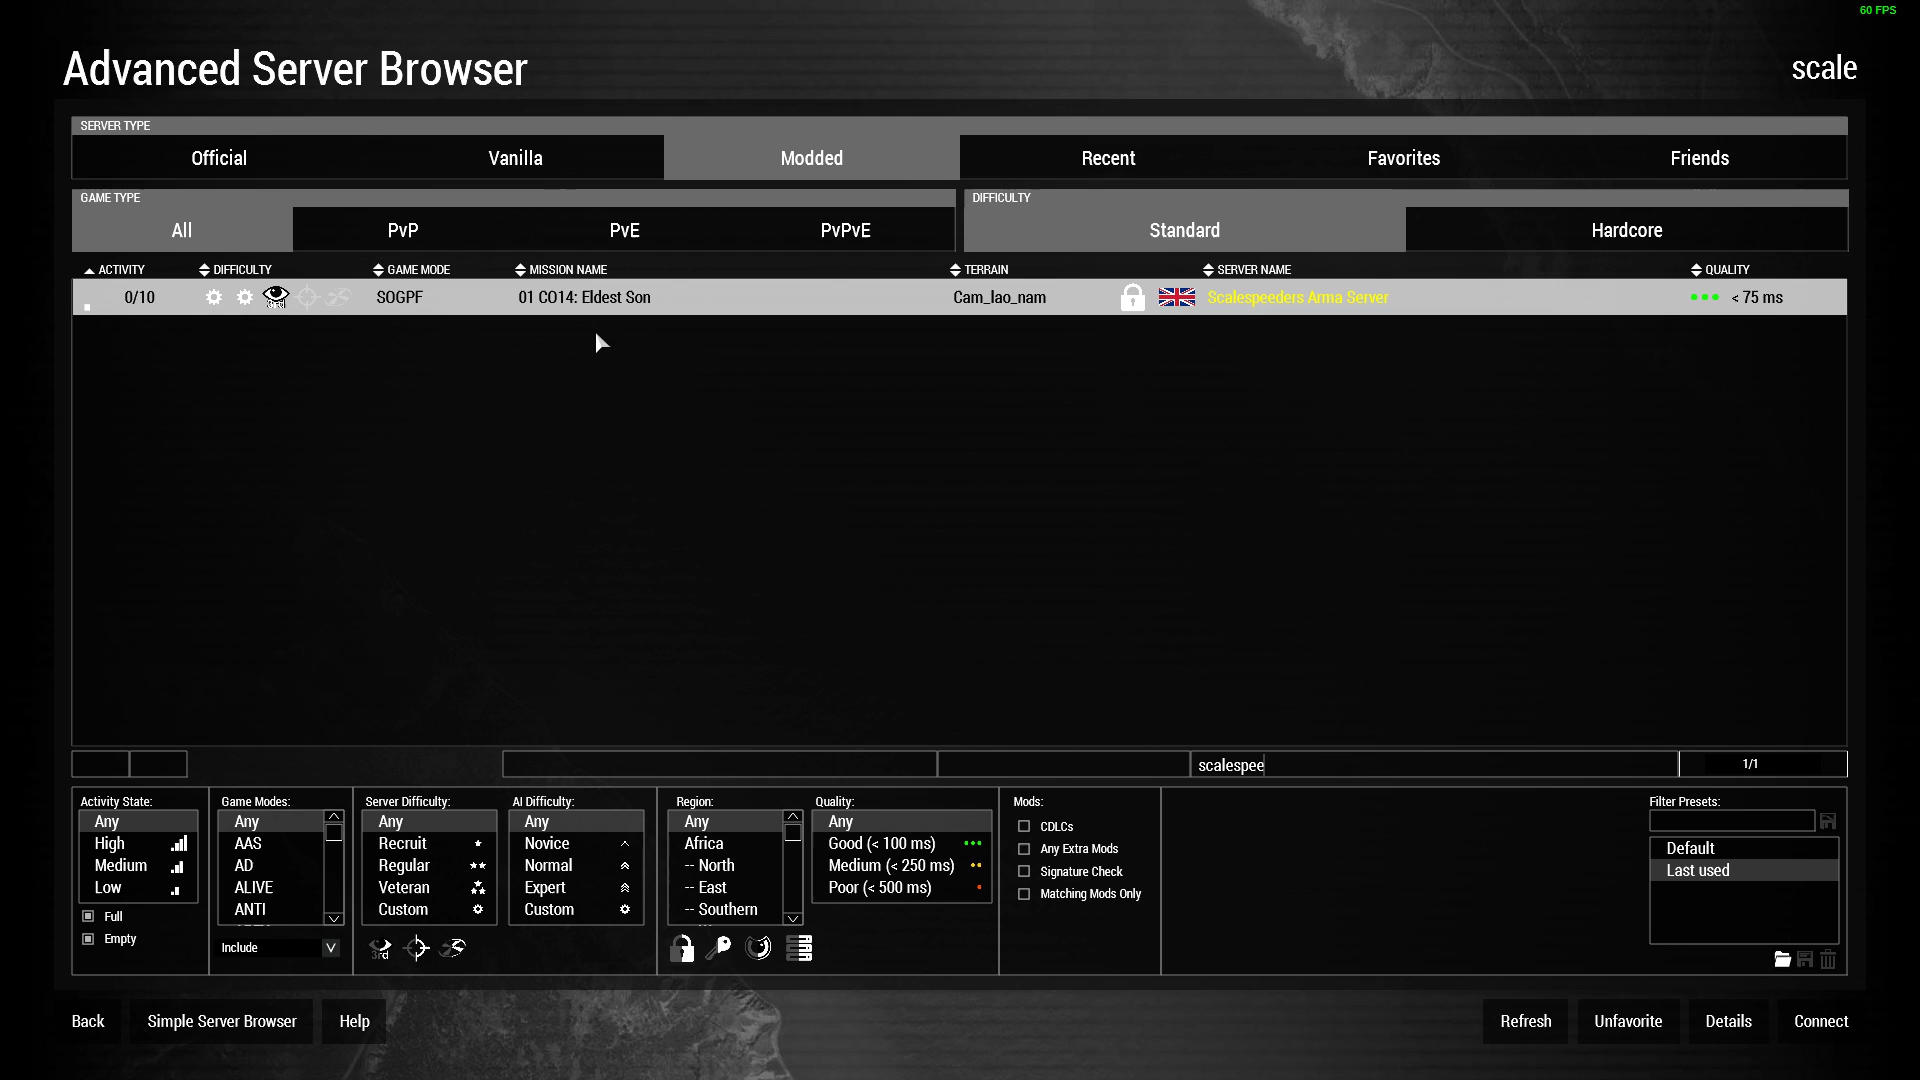 60 FPS
Advanced Server Browser
scale
SERVER TYPE
Official Vanilla Modded Recent Favorites Friends
GAME TYPE DIFFICULTY
All PvP PvE PvPvE Standard Hardcore
ACTIVITY DIFFICULTY GAME MODE MISSION NAME TERRAIN SERVER NAME QUALITY
0/10 SOGPF 01 CO14: Eldest Son Cam_lao_nam Scalespeeders Arma Server < 75 ms
scalespee 1/1
Activity State: Game Modes: Server Difficulty: AI Difficulty: Region: Quality: Mods: Filter Presets:
Any Any Any Any Any Any CDLCs
High AAS Recruit Novice Africa Good (< 100 ms) Any Extra Mods Default
Medium AD Regular Normal -- North Medium (< 250 ms) Signature Check Last used
Low ALIVE Veteran Expert -- East Poor (< 500 ms) Matching Mods Only
ANTI Custom Custom -- Southern
Full
Empty Include 3rd
Back Simple Server Browser Help Refresh Unfavorite Details Connect